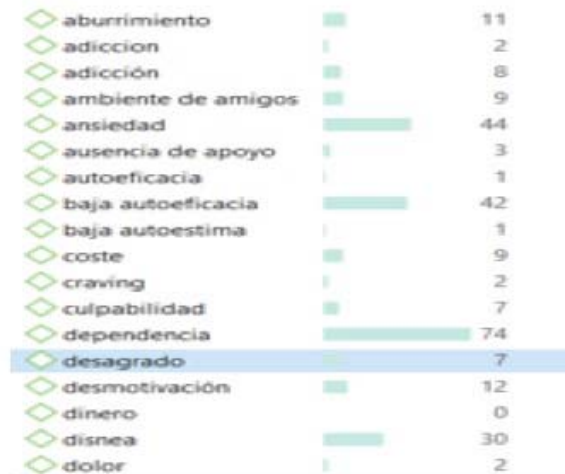 aburrimiento 11
adiccion 2
adicción 8
ambiente de amigos 9
ansiedad 44
ausencia de apoyo 3
autoeficacia 1
baja autoeficacia 42
baja autoestima 1
coste 9
craving 2
culpabilidad 7
dependencia 74
desagrado 7
desmotivación 12
dinero 0
disnea 30
dolor 2